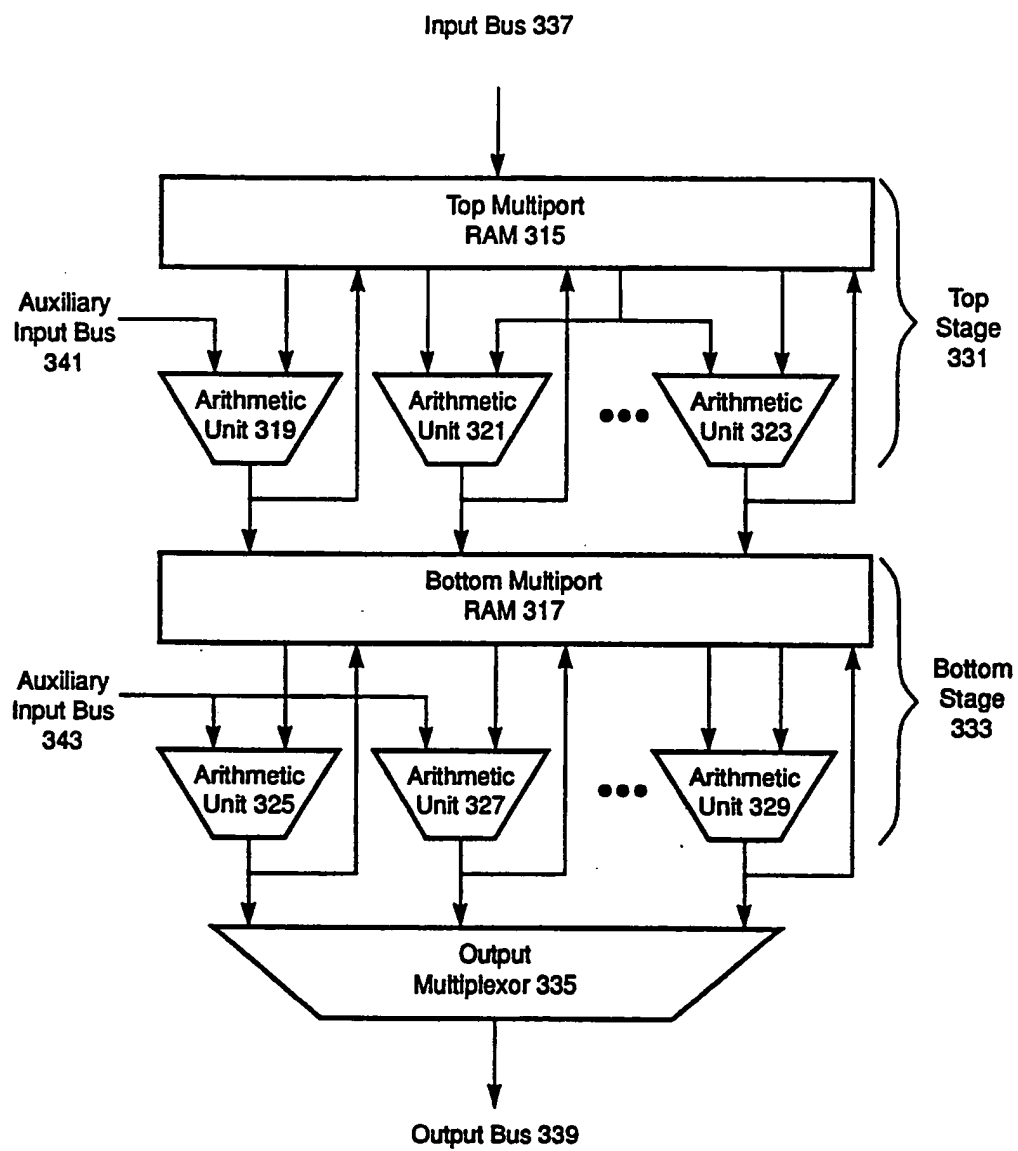 Input Bus 337
Top Multiport
RAM 315
Auxiliary
Input Bus
341
Top
Stage
331
Arithmetic
Unit 319
Arithmetic
Unit 321
Arithmetic
Unit 323
Bottom Multiport
RAM 317
Auxiliary
Input Bus
343
Bottom
Stage
333
Arithmetic
Unit 325
Arithmetic
Unit 327
Arithmetic
Unit 329
Output
Multiplexor 335
Output Bus 339